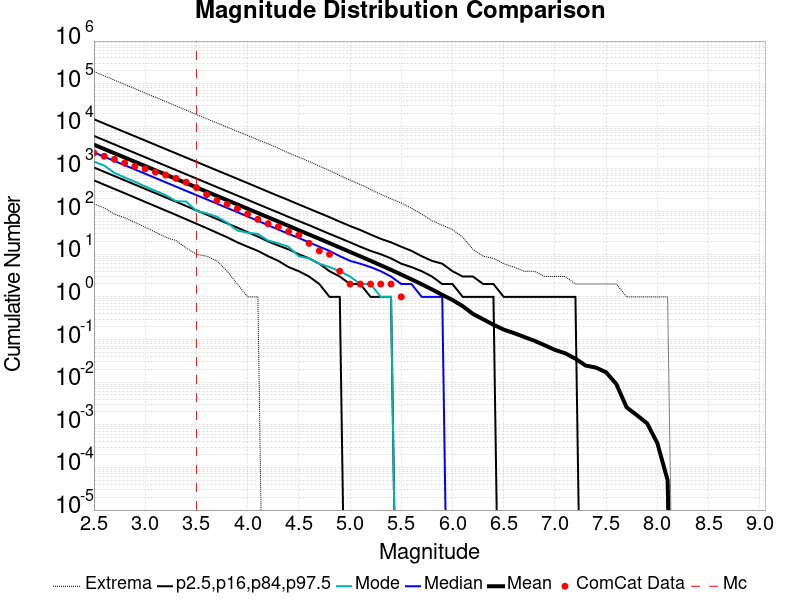 Magnitude Distribution Comparison
10 6
10 5
10 4
10 3
10 2
10 1
10 0
10 -1
10 -2
10 -3
10 -4
10 -5
Cumulative Number
2.5 3.0 3.5 4.0 4.5 5.0 5.5 6.0 6.5 7.0 7.5 8.0 8.5 9.0
Magnitude
Extrema p2.5,p16,p84,p97.5 Mode Median Mean ComCat Data Mc